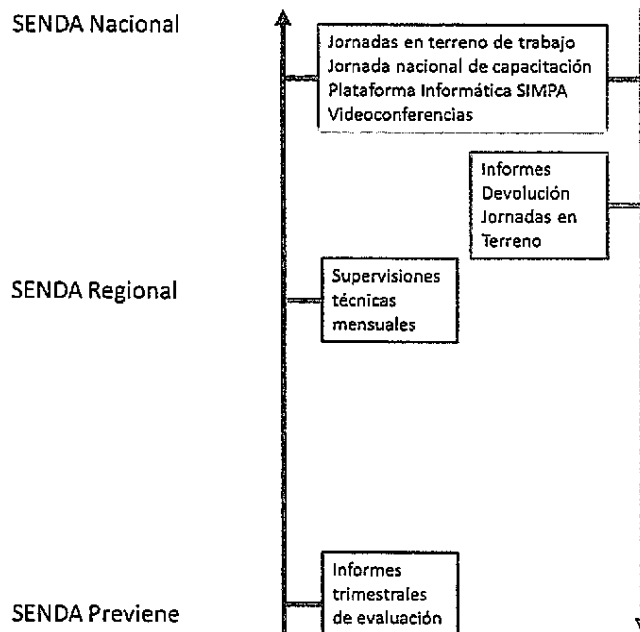 SENDA Nacional
Jornadas en terreno de trabajo
Jornada nacional de capacitación
Plataforma Informática SIMPA
Videoconferencias
Informes
Devolución
Jornadas en
Terreno
SENDA Regional
Supervisiones
técnicas
mensuales
Informes
trimestrales
de evaluación
SENDA Previene